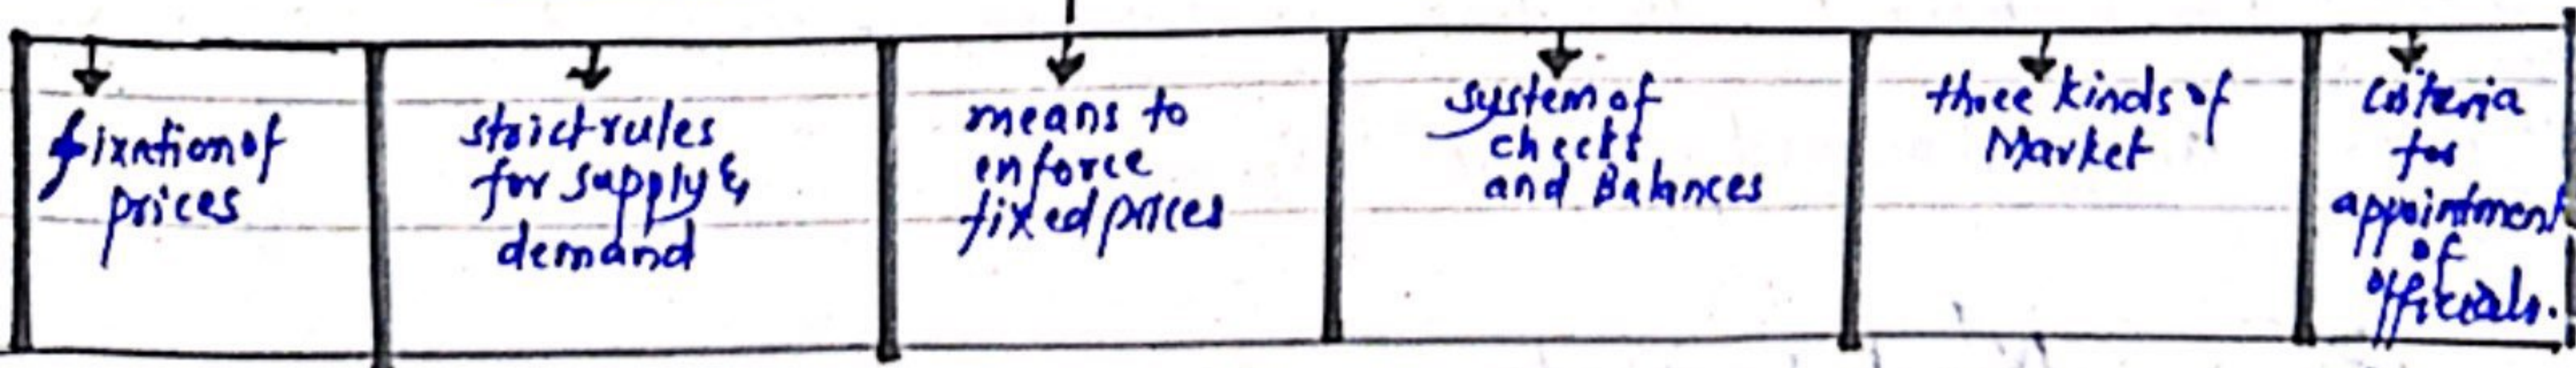 fixation of
prices
strict rules
for supply &
demand
means to
enforce
fixed prices
system of
checks
and Balances
three kinds of
Market
criteria
for
appointment
of
officials.